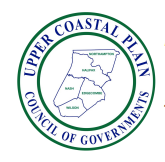 UPPER COASTAL PLAIN
NORTHAMPTON
HALIFAX
NASH
EDGECOMBE
WILSON
COUNCIL OF GOVERNMENTS